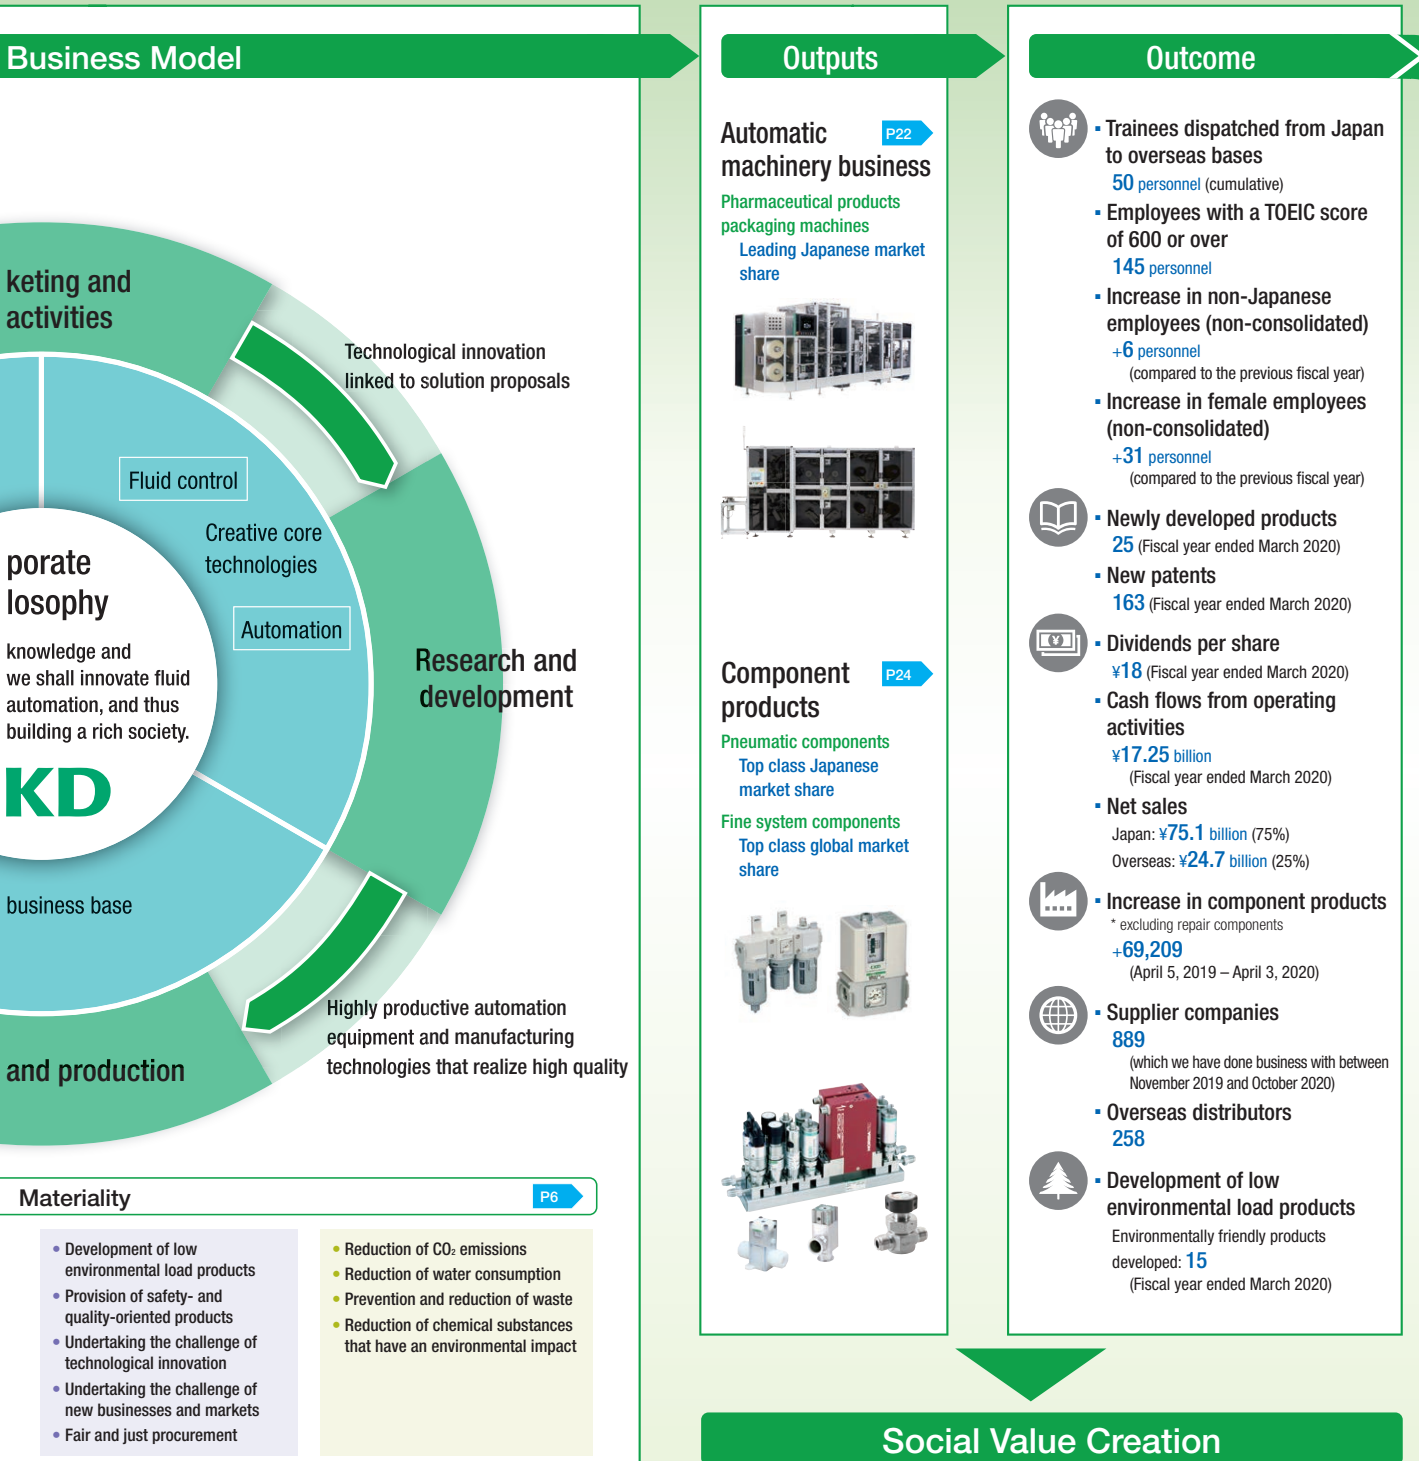 Business Model
keting and
activities
Technological innovation
linked to solution proposals
Fluid control
Creative core
technologies
Automation
porate
losophy
knowledge and
we shall innovate fluid
automation, and thus
building a rich society.
KD
Research and
development
business base
Highly productive automation
equipment and manufacturing
technologies that realize high quality
and production
Materiality
P6
• Development of low
environmental load products
• Provision of safety- and
quality-oriented products
• Undertaking the challenge of
technological innovation
• Undertaking the challenge of
new businesses and markets
• Fair and just procurement
• Reduction of CO₂ emissions
• Reduction of water consumption
• Prevention and reduction of waste
• Reduction of chemical substances
that have an environmental impact
Outputs
Automatic
P22
machinery business
Pharmaceutical products
packaging machines
Leading Japanese market
share
Component
P24
products
Pneumatic components
Top class Japanese
market share
Fine system components
Top class global market
share
CKD
Outcome
▪ Trainees dispatched from Japan
to overseas bases
50 personnel (cumulative)
▪ Employees with a TOEIC score
of 600 or over
145 personnel
▪ Increase in non-Japanese
employees (non-consolidated)
+6 personnel
(compared to the previous fiscal year)
▪ Increase in female employees
(non-consolidated)
+31 personnel
(compared to the previous fiscal year)
▪ Newly developed products
25 (Fiscal year ended March 2020)
▪ New patents
163 (Fiscal year ended March 2020)
▪ Dividends per share
¥18 (Fiscal year ended March 2020)
▪ Cash flows from operating
activities
¥17.25 billion
(Fiscal year ended March 2020)
▪ Net sales
Japan: ¥75.1 billion (75%)
Overseas: ¥24.7 billion (25%)
▪ Increase in component products
* excluding repair components
+69,209
(April 5, 2019 – April 3, 2020)
▪ Supplier companies
889
(which we have done business with between
November 2019 and October 2020)
▪ Overseas distributors
258
▪ Development of low
environmental load products
Environmentally friendly products
developed: 15
(Fiscal year ended March 2020)
Social Value Creation